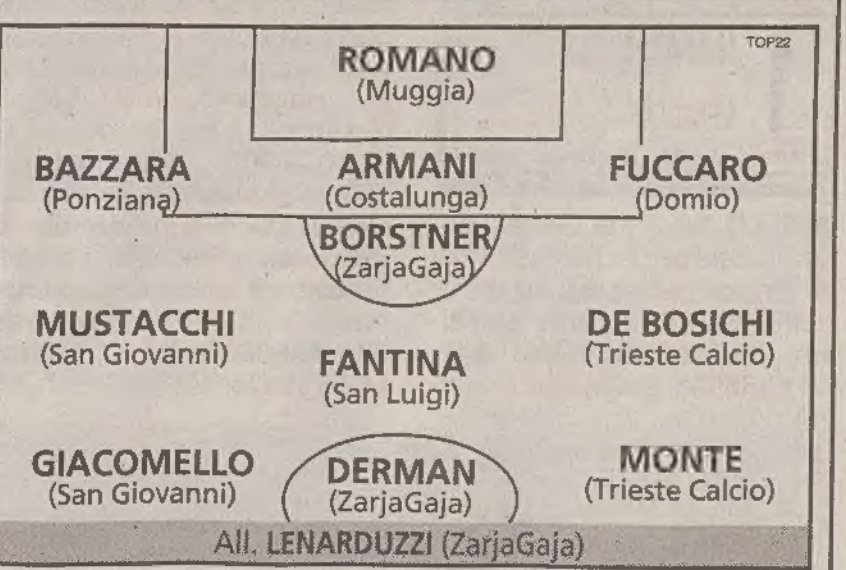 TOP22
ROMANO
(Muggia)
BAZZARA
(Ponziana)
ARMANI
(Costalunga)
FUCCARO
(Domio)
BORSTNER
(ZarjaGaja)
MUSTACCHI
(San Giovanni)
FANTINA
(San Luigi)
DE BOSICHI
(Trieste Calcio)
GIACOMELLO
(San Giovanni)
DERMAN
(ZarjaGaja)
MONTE
(Trieste Calcio)
All. LENARDUZZI (ZarjaGaja)